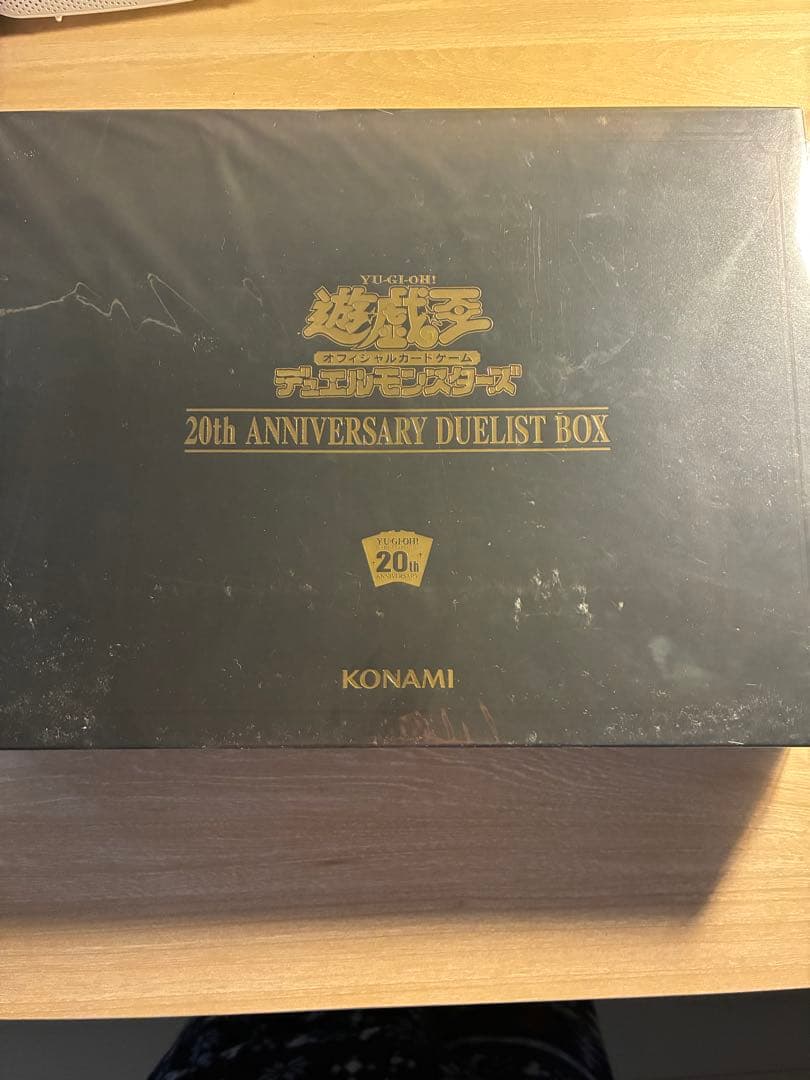 YU-GI-OH!
遊戯王
オフィシャルカードゲーム
デュエルモンスターズ
20th ANNIVERSARY DUELIST BOX
YU-GI-OH!
20th
ANNIVERSARY
KONAMI